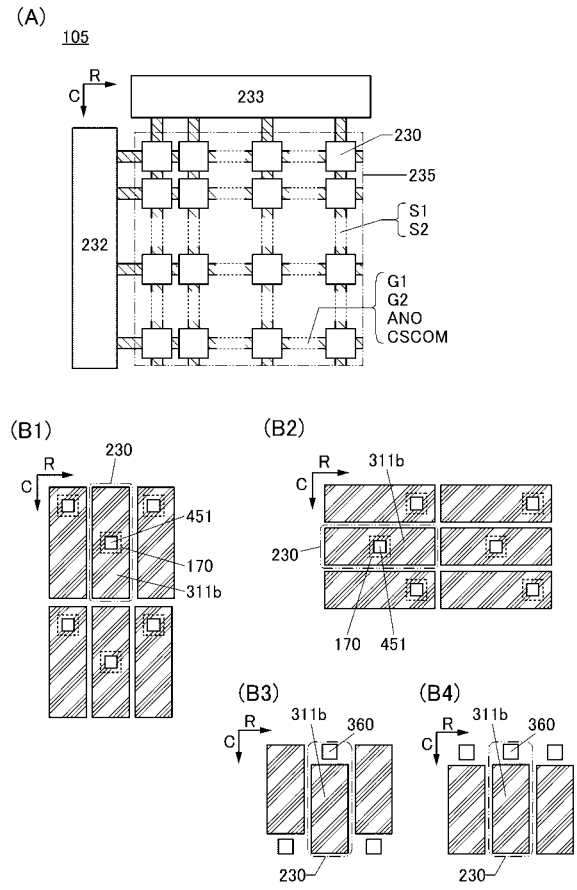 (A)
105
R
C
233
230
235
232
S1
S2
G1
G2
ANO
CSCOM
(B1)
230
R
C
451
170
311b
(B2)
R
C
311b
230
170
451
(B3)
R
C
311b
360
230
(B4)
R
C
311b
360
230